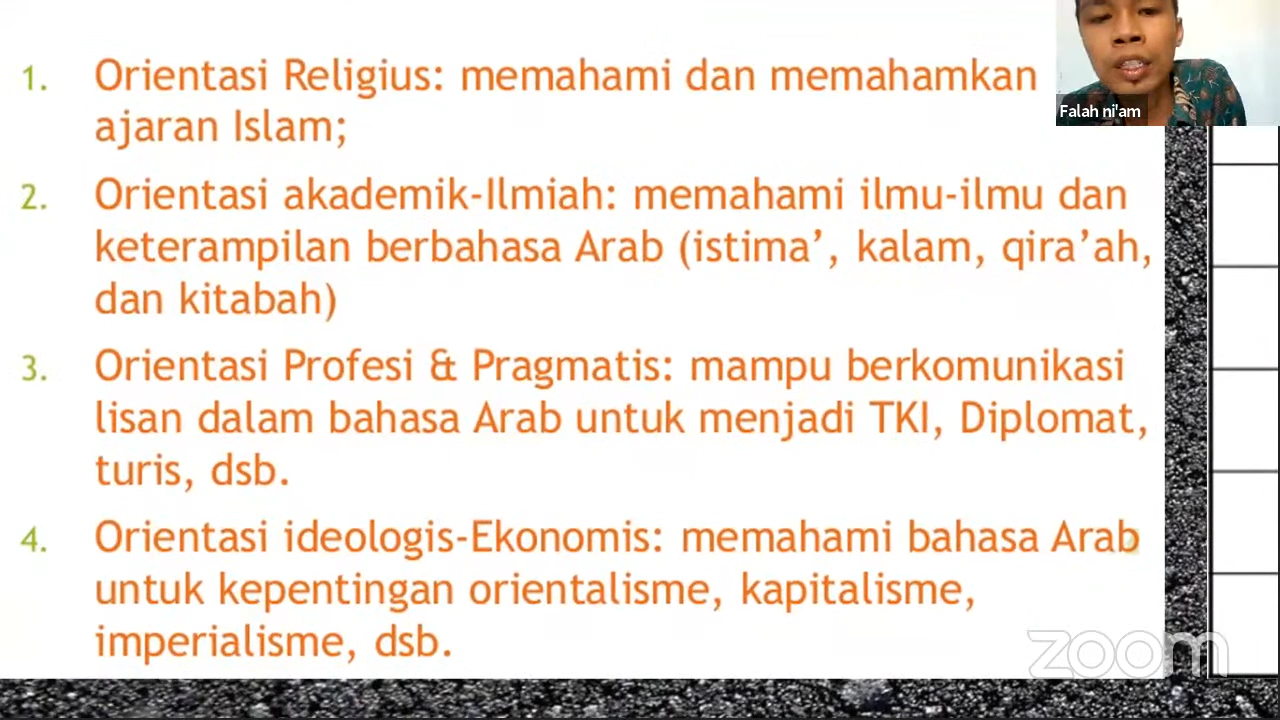 1. Orientasi Religius: memahami dan memahamkan
ajaran Islam;
2. Orientasi akademik-Ilmiah: memahami ilmu-ilmu dan
keterampilan berbahasa Arab (istima’, kalam, qira’ah,
dan kitabah)
3. Orientasi Profesi & Pragmatis: mampu berkomunikasi
lisan dalam bahasa Arab untuk menjadi TKI, Diplomat,
turis, dsb.
4. Orientasi ideologis-Ekonomis: memahami bahasa Arab
untuk kepentingan orientalisme, kapitalisme,
imperialisme, dsb.
Falah ni'am
zoom